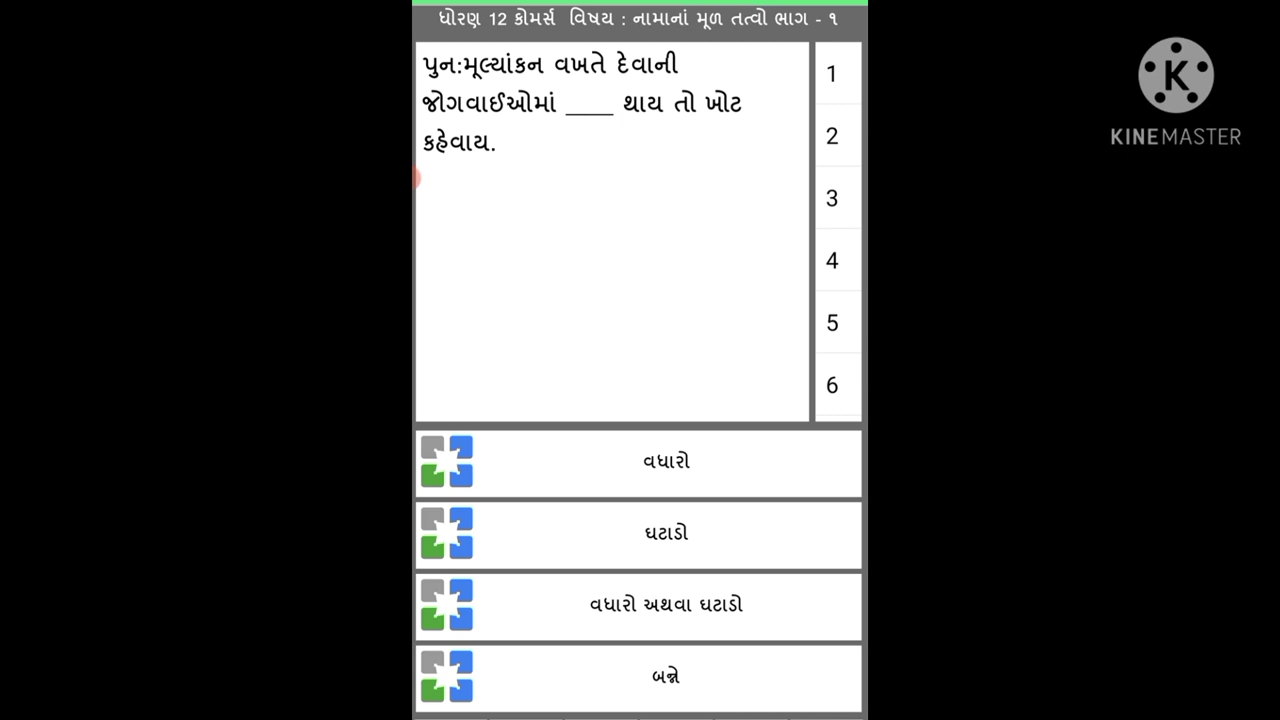 ધોરણ 12 કોમર્સ વિષય : નામાનાં મૂળ તત્વો ભાગ - ૧
પુન:મૂલ્યાંકન વખતે દેવાની
જોગવાઈઓમાં ____ થાય તો ખોટ
કહેવાય.
1
2
3
4
5
6
K
KINEMASTER
વધારો
ઘટાડો
વધારો અથવા ઘટાડો
બન્ને